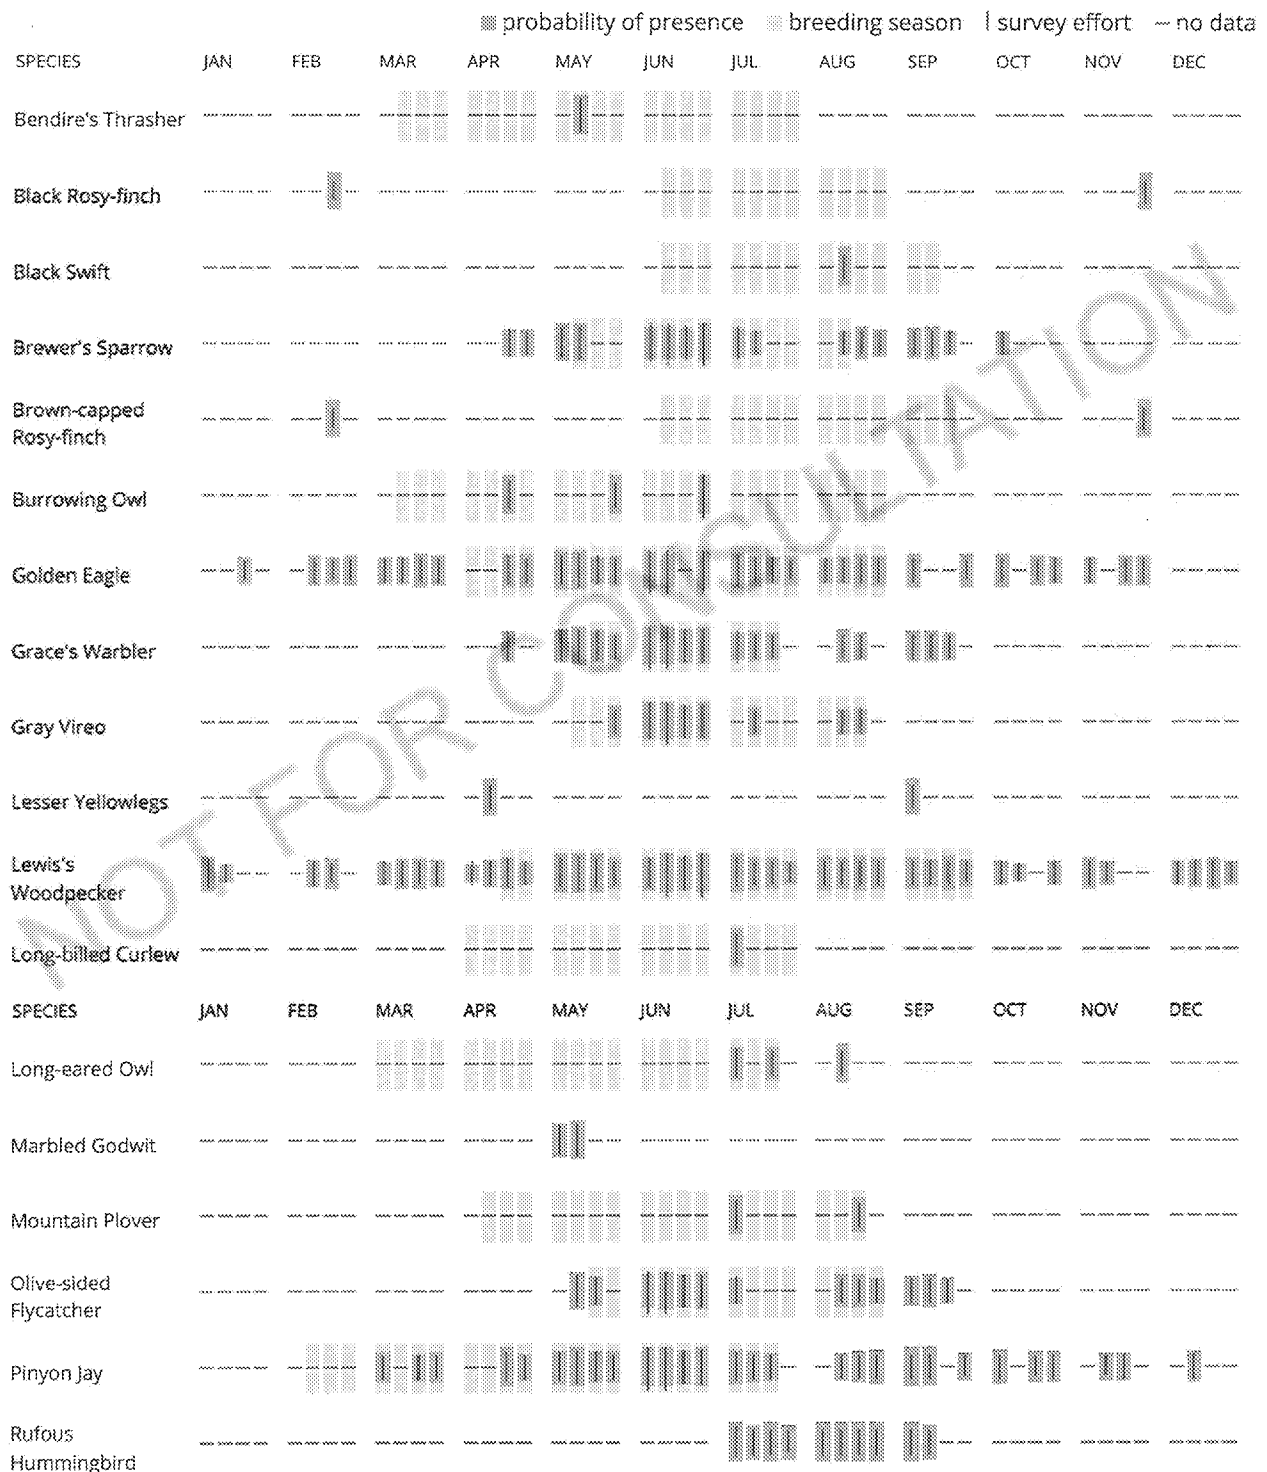 probability of presence breeding season survey effort no data
SPECIES JAN FEB MAR APR MAY JUN JUL AUG SEP OCT NOV DEC
Bendire's Thrasher
Black Rosy-finch
Black Swift
Brewer's Sparrow
Brown-capped
Rosy-finch
Burrowing Owl
Golden Eagle
Grace's Warbler
Gray Vireo
Lesser Yellowlegs
Lewis's
Woodpecker
Long-billed Curlew
SPECIES JAN FEB MAR APR MAY JUN JUL AUG SEP OCT NOV DEC
Long-eared Owl
Marbled Godwit
Mountain Plover
Olive-sided
Flycatcher
Pinyon Jay
Rufous
Hummingbird
NOT FOR CONSULTATION